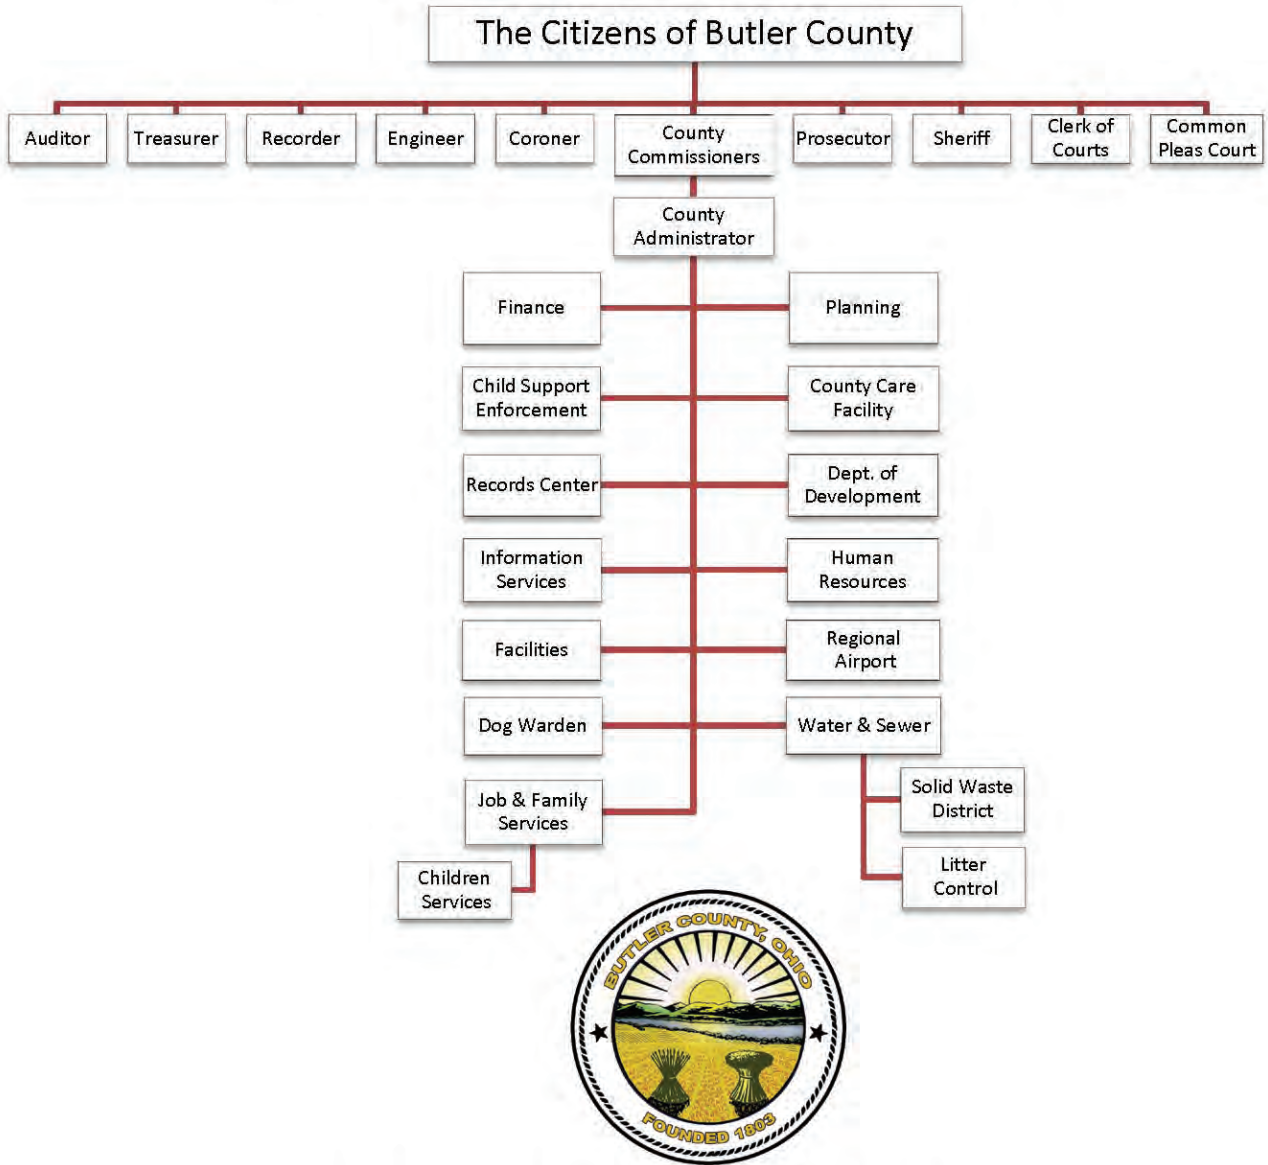 The Citizens of Butler County
Auditor
Treasurer
Recorder
Engineer
Coroner
County
Commissioners
Prosecutor
Sheriff
Clerk of
Courts
Common
Pleas Court
County
Administrator
Finance
Planning
Child Support
Enforcement
County Care
Facility
Records Center
Dept. of
Development
Information
Services
Human
Resources
Facilities
Regional
Airport
Dog Warden
Water & Sewer
Job & Family
Services
Solid Waste
District
Children
Services
Litter
Control
BUTLER COUNTY, OHIO
FOUNDED 1803